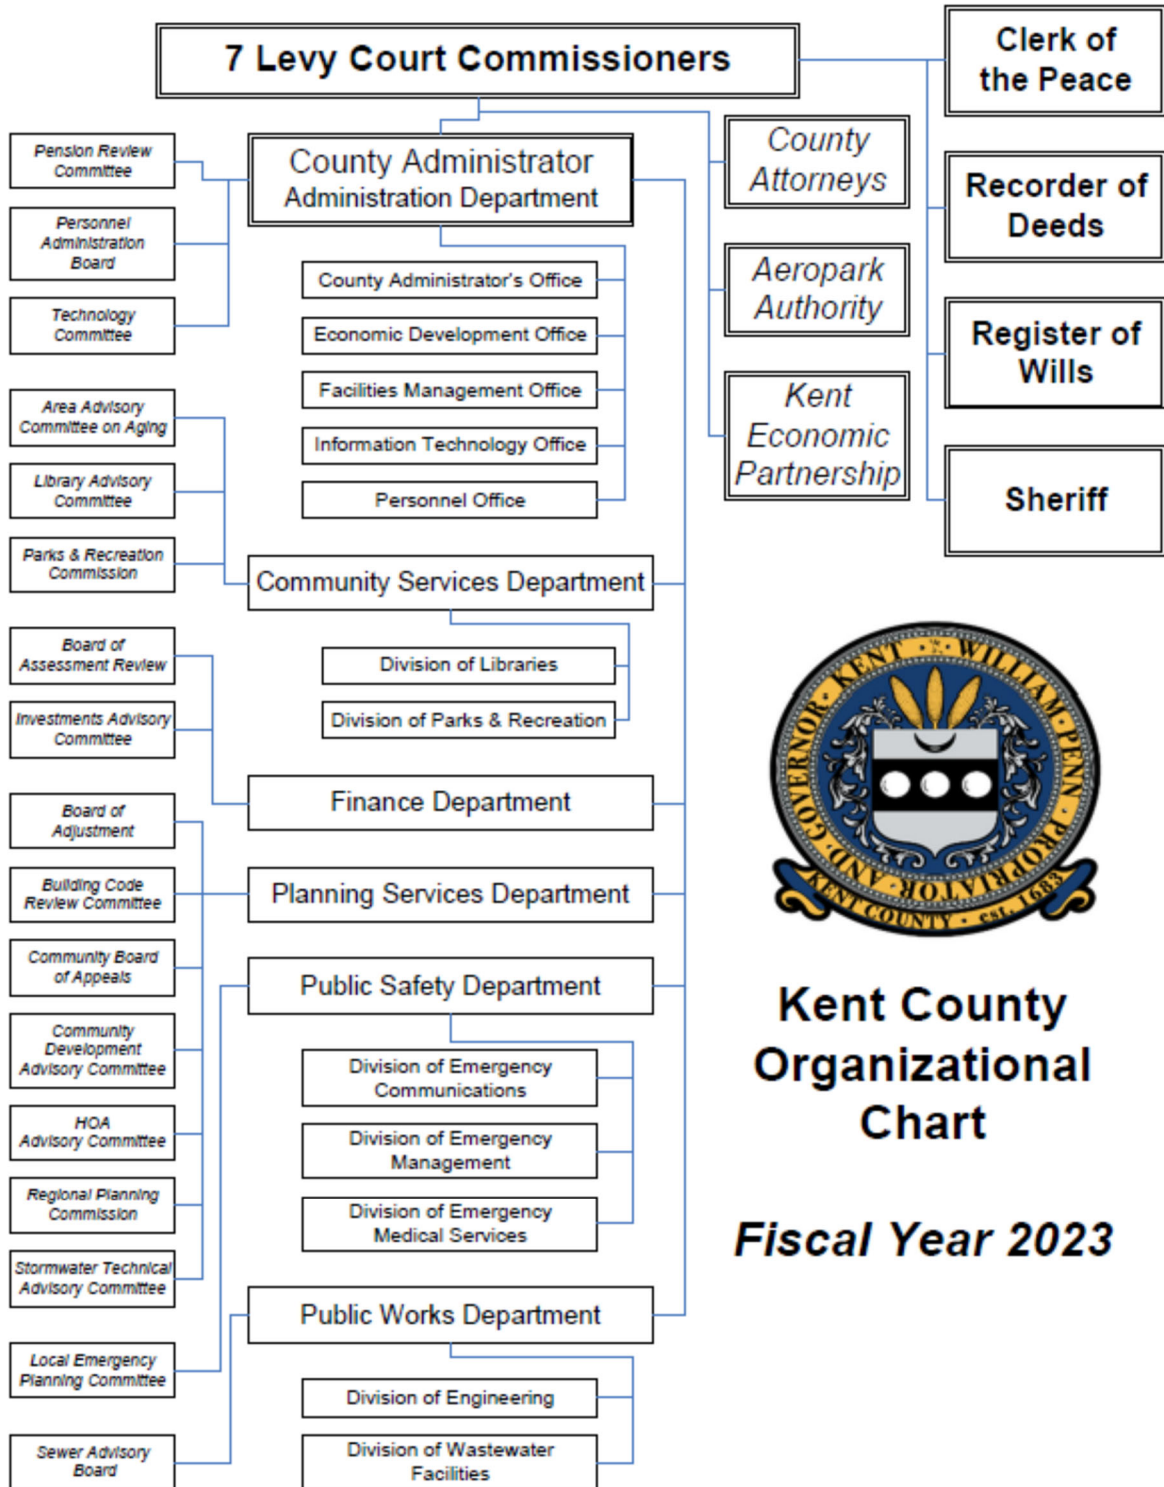 7 Levy Court Commissioners
Clerk of
the Peace
Recorder of
Deeds
Register of
Wills
Sheriff
County
Attorneys
Aeropark
Authority
Kent
Economic
Partnership
County Administrator
Administration Department
Pension Review
Committee
Personnel
Administration
Board
Technology
Committee
County Administrator's Office
Economic Development Office
Facilities Management Office
Information Technology Office
Personnel Office
Area Advisory
Committee on Aging
Library Advisory
Committee
Parks & Recreation
Commission
Community Services Department
Division of Libraries
Division of Parks & Recreation
Board of
Assessment Review
Investments Advisory
Committee
Finance Department
Board of
Adjustment
Building Code
Review Committee
Community Board
of Appeals
Community
Development
Advisory Committee
HOA
Advisory Committee
Regional Planning
Commission
Stormwater Technical
Advisory Committee
Planning Services Department
Public Safety Department
Division of Emergency
Communications
Division of Emergency
Management
Division of Emergency
Medical Services
Local Emergency
Planning Committee
Public Works Department
Division of Engineering
Division of Wastewater
Facilities
Sewer Advisory
Board
WILLIAM PENN PROPRIATOR AND GOVERNOR KENT
KENT COUNTY · est. 1683
Kent County
Organizational
Chart
Fiscal Year 2023